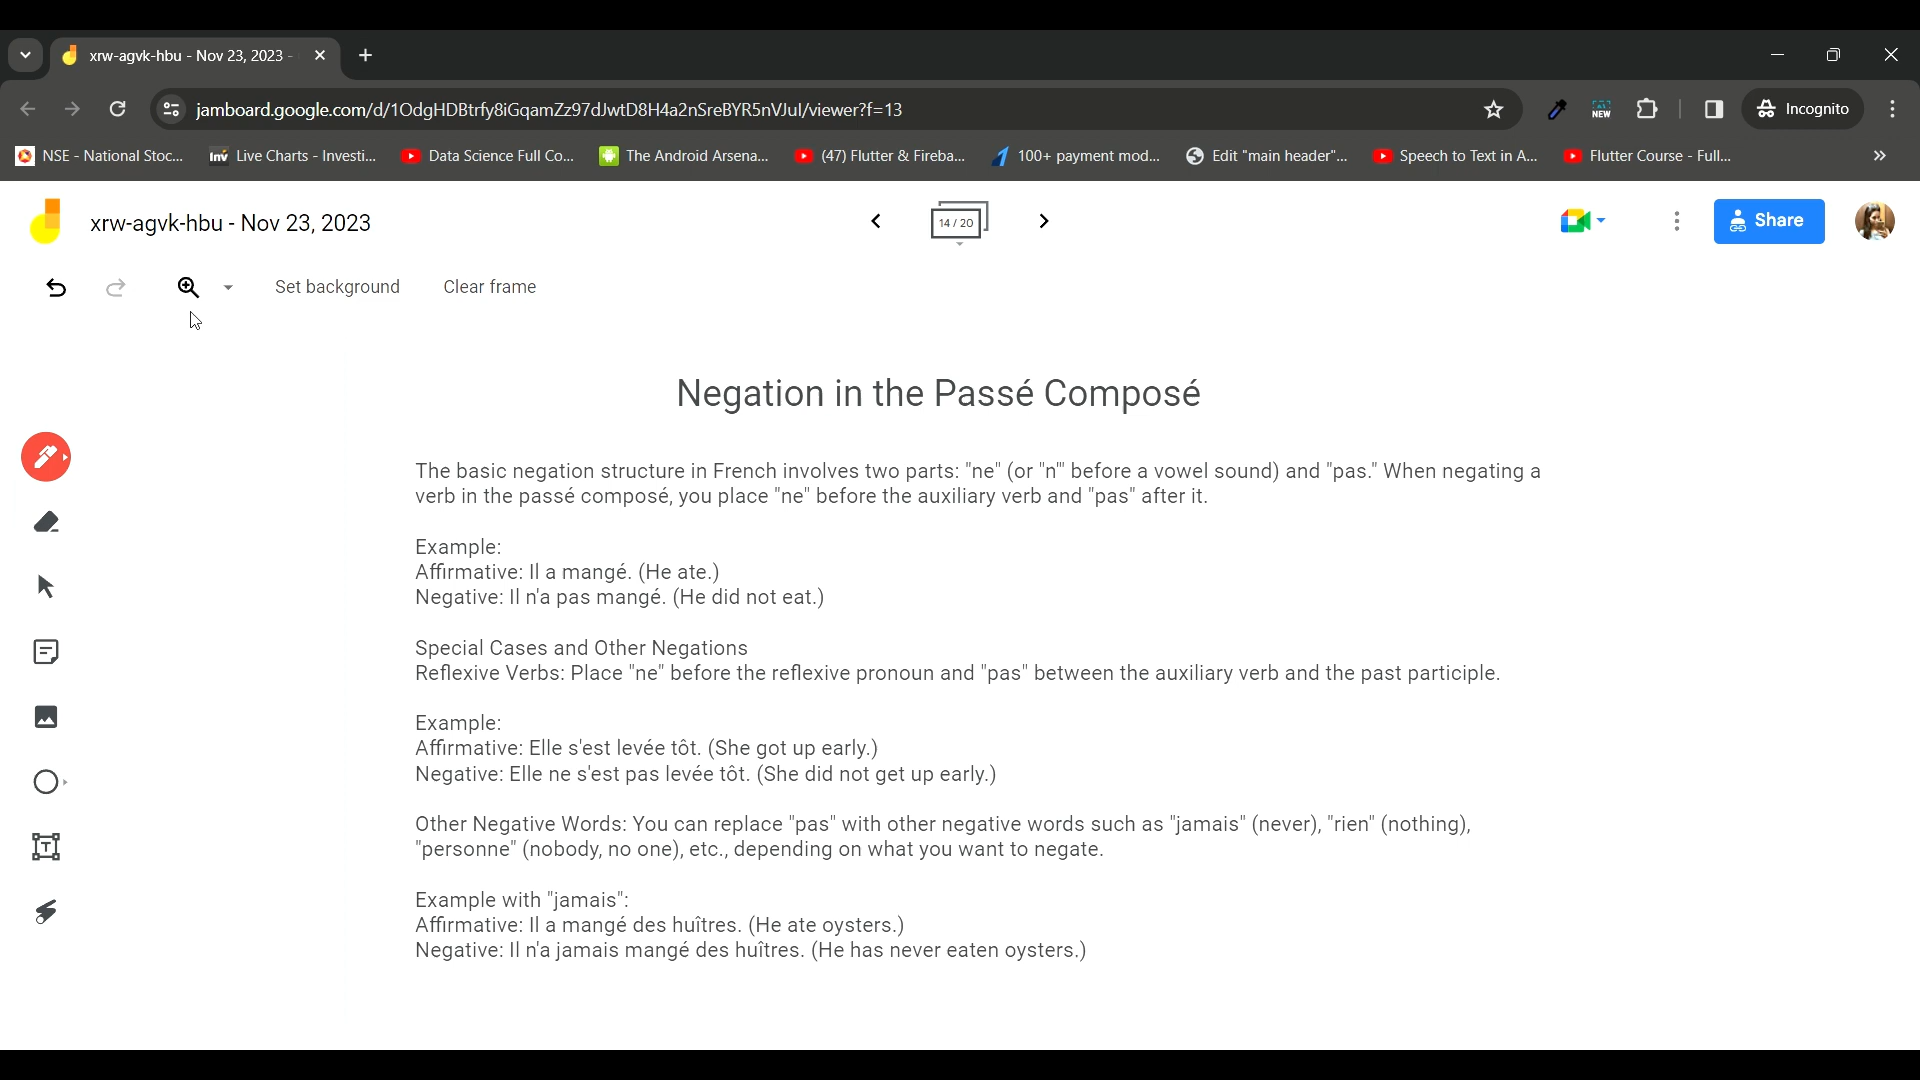 xrw-agvk-hbu - Nov 23, 2023 -
jamboard.google.com/d/1OdgHDBtrfy8iGqamZz97dJwtD8H4a2nSreBYR5nVJuI/viewer?f=13
NEW
Incognito
NSE - National Stoc...
Inv Live Charts - Investi...
Data Science Full Co...
The Android Arsena...
(47) Flutter & Fireba...
100+ payment mod...
Edit "main header"...
Speech to Text in A...
Flutter Course - Full...
xrw-agvk-hbu - Nov 23, 2023
14 / 20
Share
Set background
Clear frame
Negation in the Passé Composé
The basic negation structure in French involves two parts: "ne" (or "n'" before a vowel sound) and "pas." When negating a
verb in the passé composé, you place "ne" before the auxiliary verb and "pas" after it.
Example:
Affirmative: Il a mangé. (He ate.)
Negative: Il n'a pas mangé. (He did not eat.)
Special Cases and Other Negations
Reflexive Verbs: Place "ne" before the reflexive pronoun and "pas" between the auxiliary verb and the past participle.
Example:
Affirmative: Elle s'est levée tôt. (She got up early.)
Negative: Elle ne s'est pas levée tôt. (She did not get up early.)
Other Negative Words: You can replace "pas" with other negative words such as "jamais" (never), "rien" (nothing),
"personne" (nobody, no one), etc., depending on what you want to negate.
Example with "jamais":
Affirmative: Il a mangé des huîtres. (He ate oysters.)
Negative: Il n'a jamais mangé des huîtres. (He has never eaten oysters.)